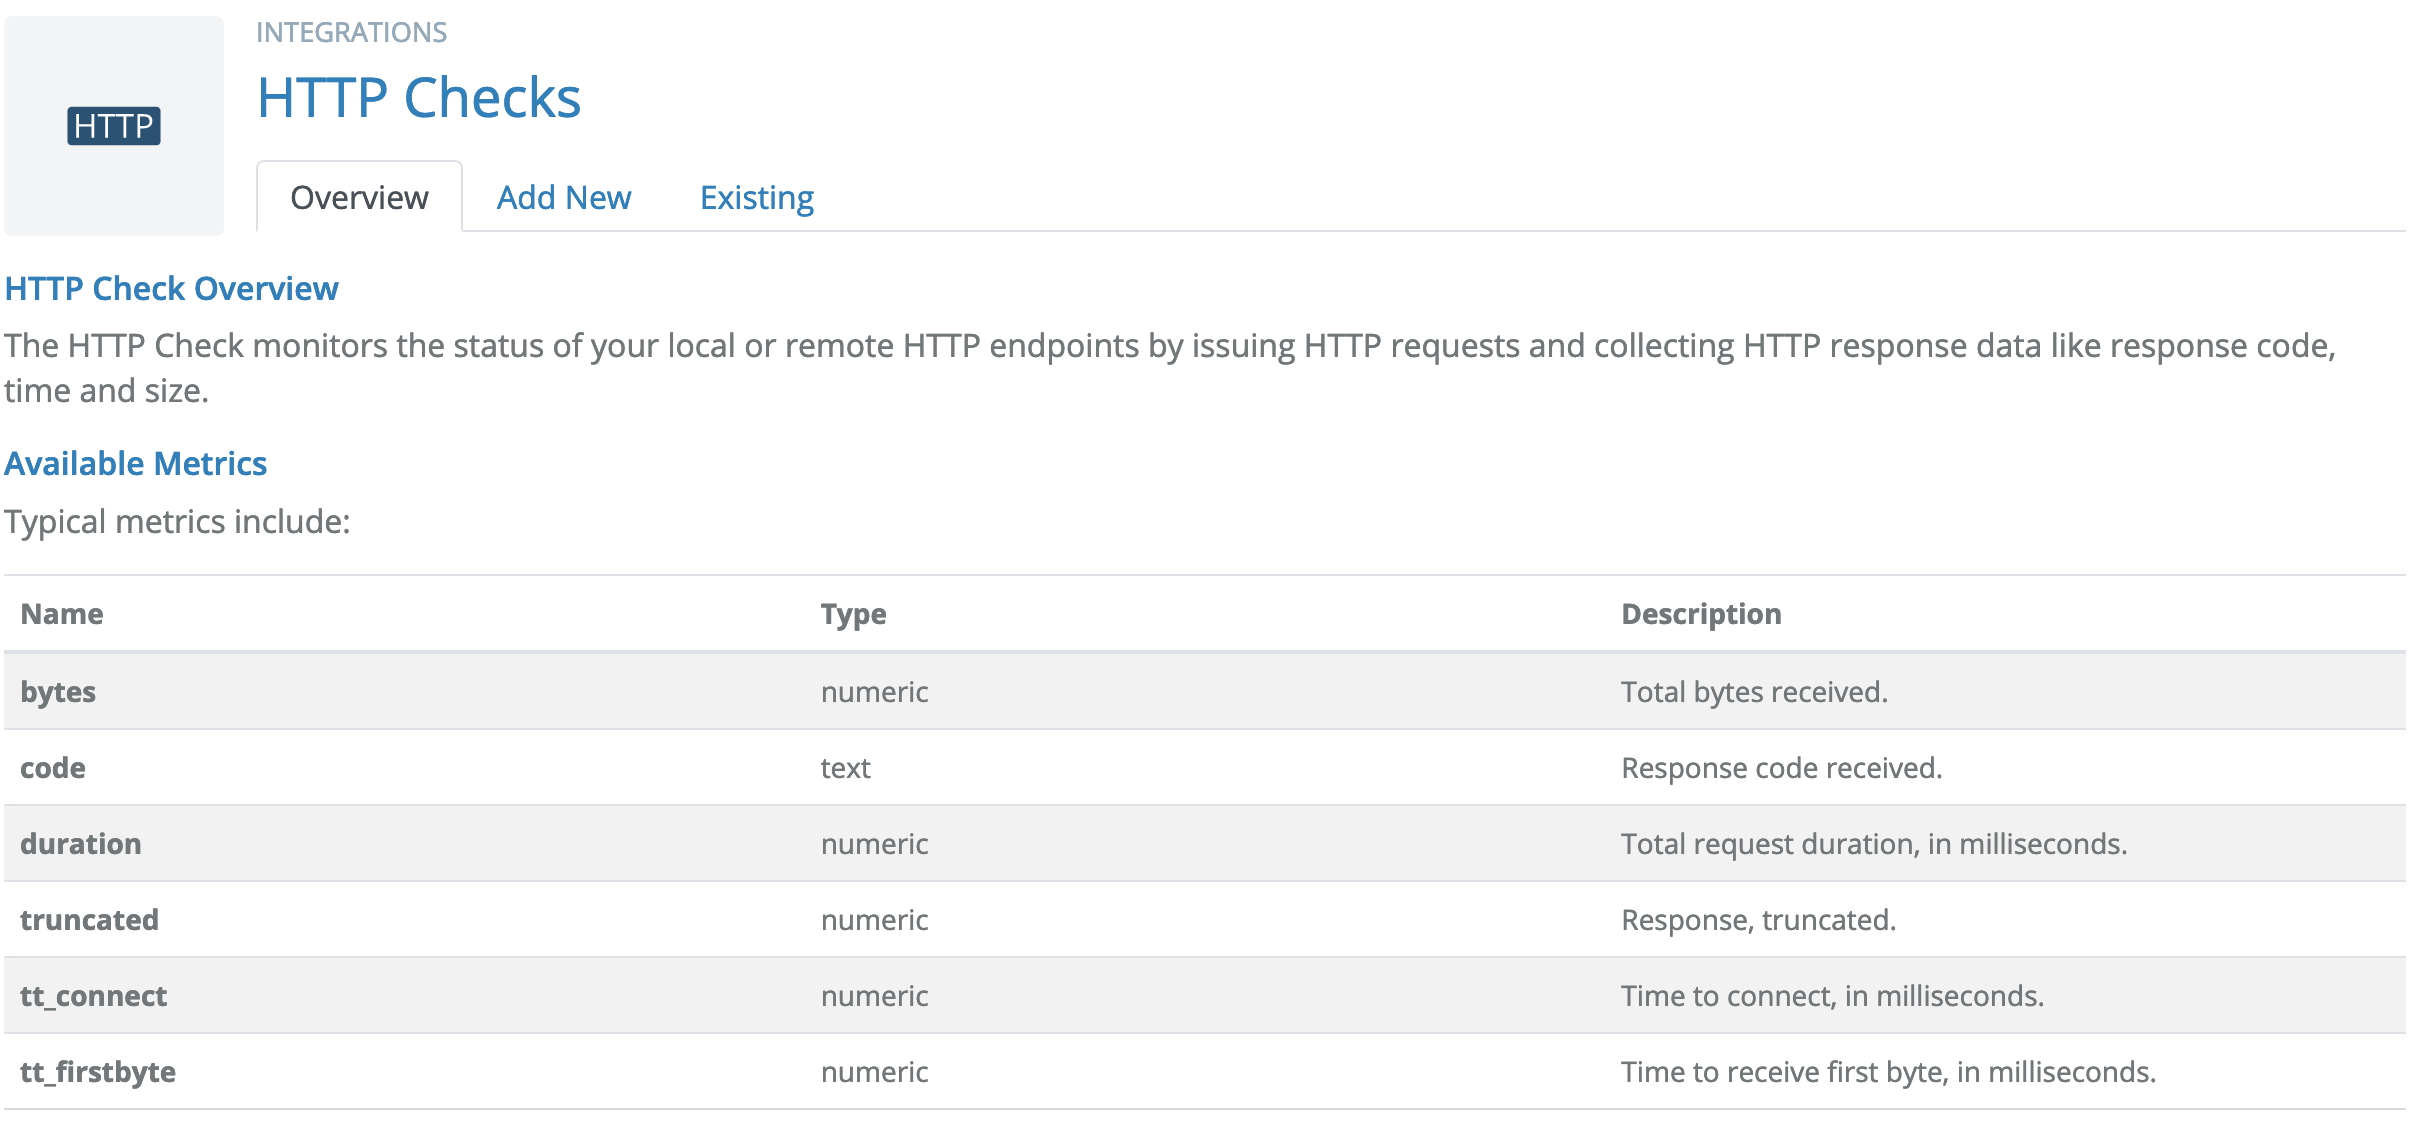 INTEGRATIONS
HTTP
HTTP Checks
Overview Add New Existing
HTTP Check Overview
The HTTP Check monitors the status of your local or remote HTTP endpoints by issuing HTTP requests and collecting HTTP response data like response code,
time and size.
Available Metrics
Typical metrics include:
Name Type Description
bytes numeric Total bytes received.
code text Response code received.
duration numeric Total request duration, in milliseconds.
truncated numeric Response, truncated.
tt_connect numeric Time to connect, in milliseconds.
tt_firstbyte numeric Time to receive first byte, in milliseconds.